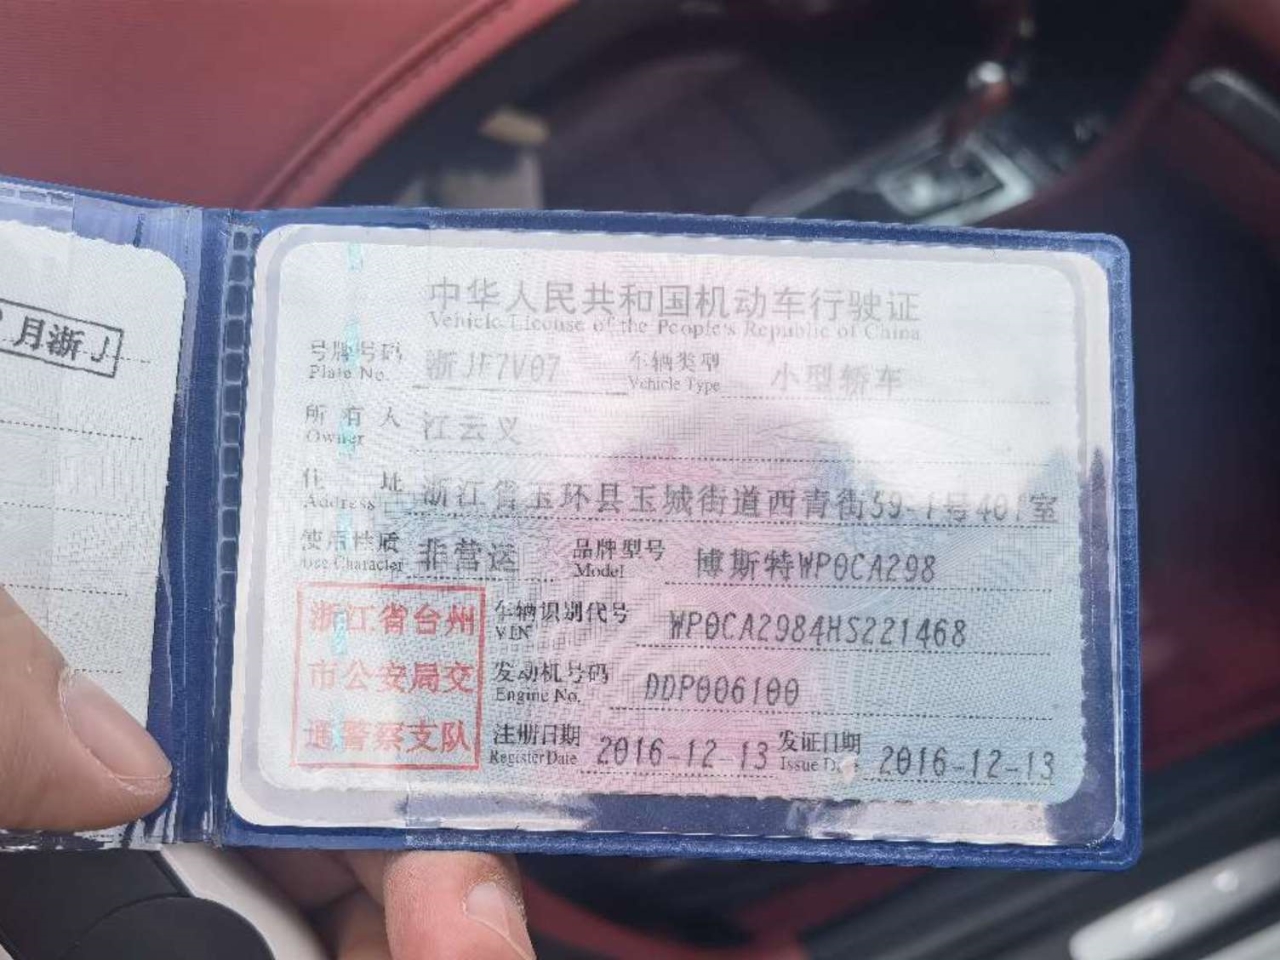 月浙J
中华人民共和国机动车行驶证
Vehicle License of the People's Republic of China
号牌号码 浙JF7V07 车辆类型 小型轿车
Plate No. Vehicle Type
所有人 江云义
Owner
住址 浙江省玉环县玉城街道西青街59-1号401室
Address
使用性质 非营运 品牌型号 博斯特WP0CA298
Use Character Model
浙江省台州
市公安局交
通警察支队
车辆识别代号 WP0CA2984HS221468
VIN
发动机号码 DDP006100
Engine No.
注册日期 2016-12-13 发证日期 2016-12-13
Register Date Issue Date